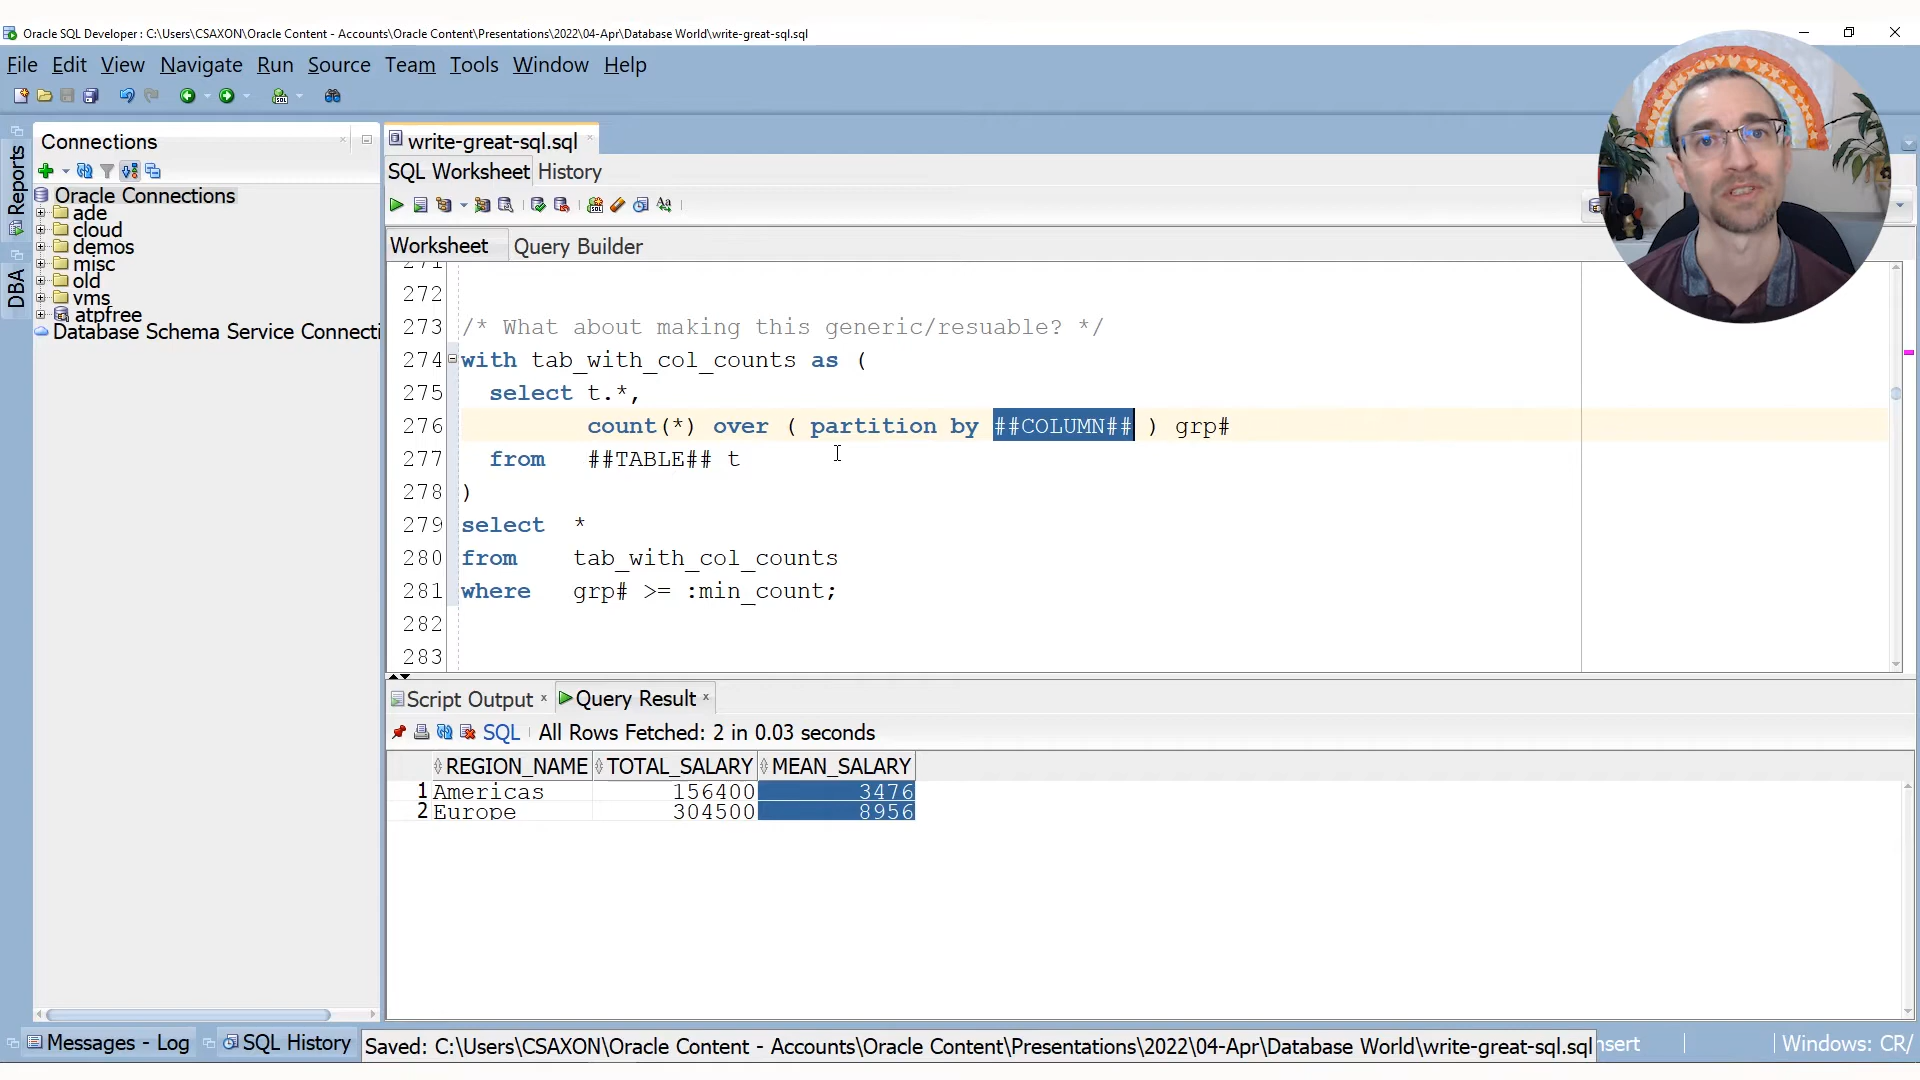 Oracle SQL Developer : C:\Users\CSAXON\Oracle Content - Accounts\Oracle Content\Presentations\2022\04-Apr\Database World\write-great-sql.sql
File Edit View Navigate Run Source Team Tools Window Help
Reports
DBA
Connections
Oracle Connections
ade
cloud
demos
misc
old
vms
atpfree
Database Schema Service Connecti
write-great-sql.sql
SQL Worksheet History
Worksheet Query Builder
271
272
273 /* What about making this generic/resuable? */
274 with tab_with_col_counts as (
275 select t.*,
276 count(*) over ( partition by ##COLUMN## ) grp#
277 from ##TABLE## t
278 )
279 select *
280 from tab_with_col_counts
281 where grp# >= :min_count;
282
283
Script Output Query Result
SQL All Rows Fetched: 2 in 0.03 seconds
REGION_NAME TOTAL_SALARY MEAN_SALARY
1 Americas 156400 3476
2 Europe 304500 8956
Messages - Log SQL History Saved: C:\Users\CSAXON\Oracle Content - Accounts\Oracle Content\Presentations\2022\04-Apr\Database World\write-great-sql.sql nsert Windows: CR/